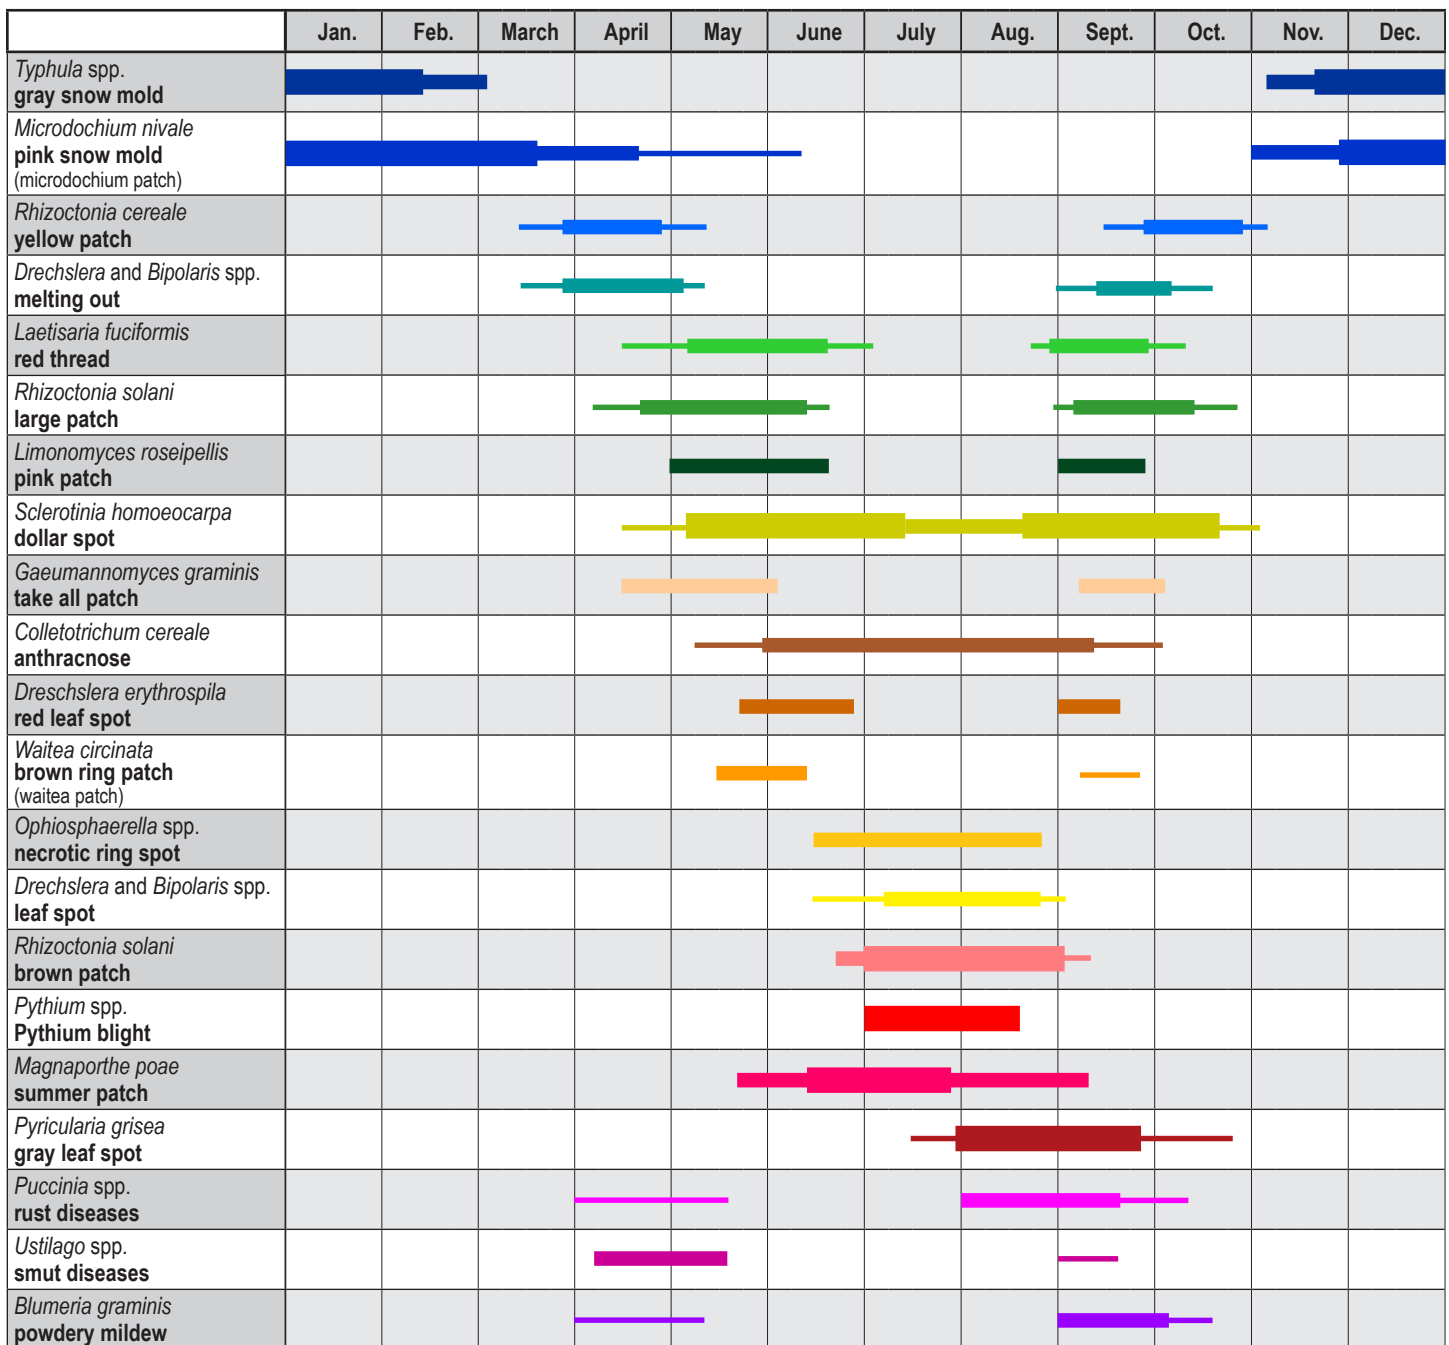 Jan. Feb. March April May June July Aug. Sept. Oct. Nov. Dec.
Typhula spp.
gray snow mold
Microdochium nivale
pink snow mold
(microdochium patch)
Rhizoctonia cereale
yellow patch
Drechslera and Bipolaris spp.
melting out
Laetisaria fuciformis
red thread
Rhizoctonia solani
large patch
Limonomyces roseipellis
pink patch
Sclerotinia homoeocarpa
dollar spot
Gaeumannomyces graminis
take all patch
Colletotrichum cereale
anthracnose
Dreschslera erythrospila
red leaf spot
Waitea circinata
brown ring patch
(waitea patch)
Ophiosphaerella spp.
necrotic ring spot
Drechslera and Bipolaris spp.
leaf spot
Rhizoctonia solani
brown patch
Pythium spp.
Pythium blight
Magnaporthe poae
summer patch
Pyricularia grisea
gray leaf spot
Puccinia spp.
rust diseases
Ustilago spp.
smut diseases
Blumeria graminis
powdery mildew